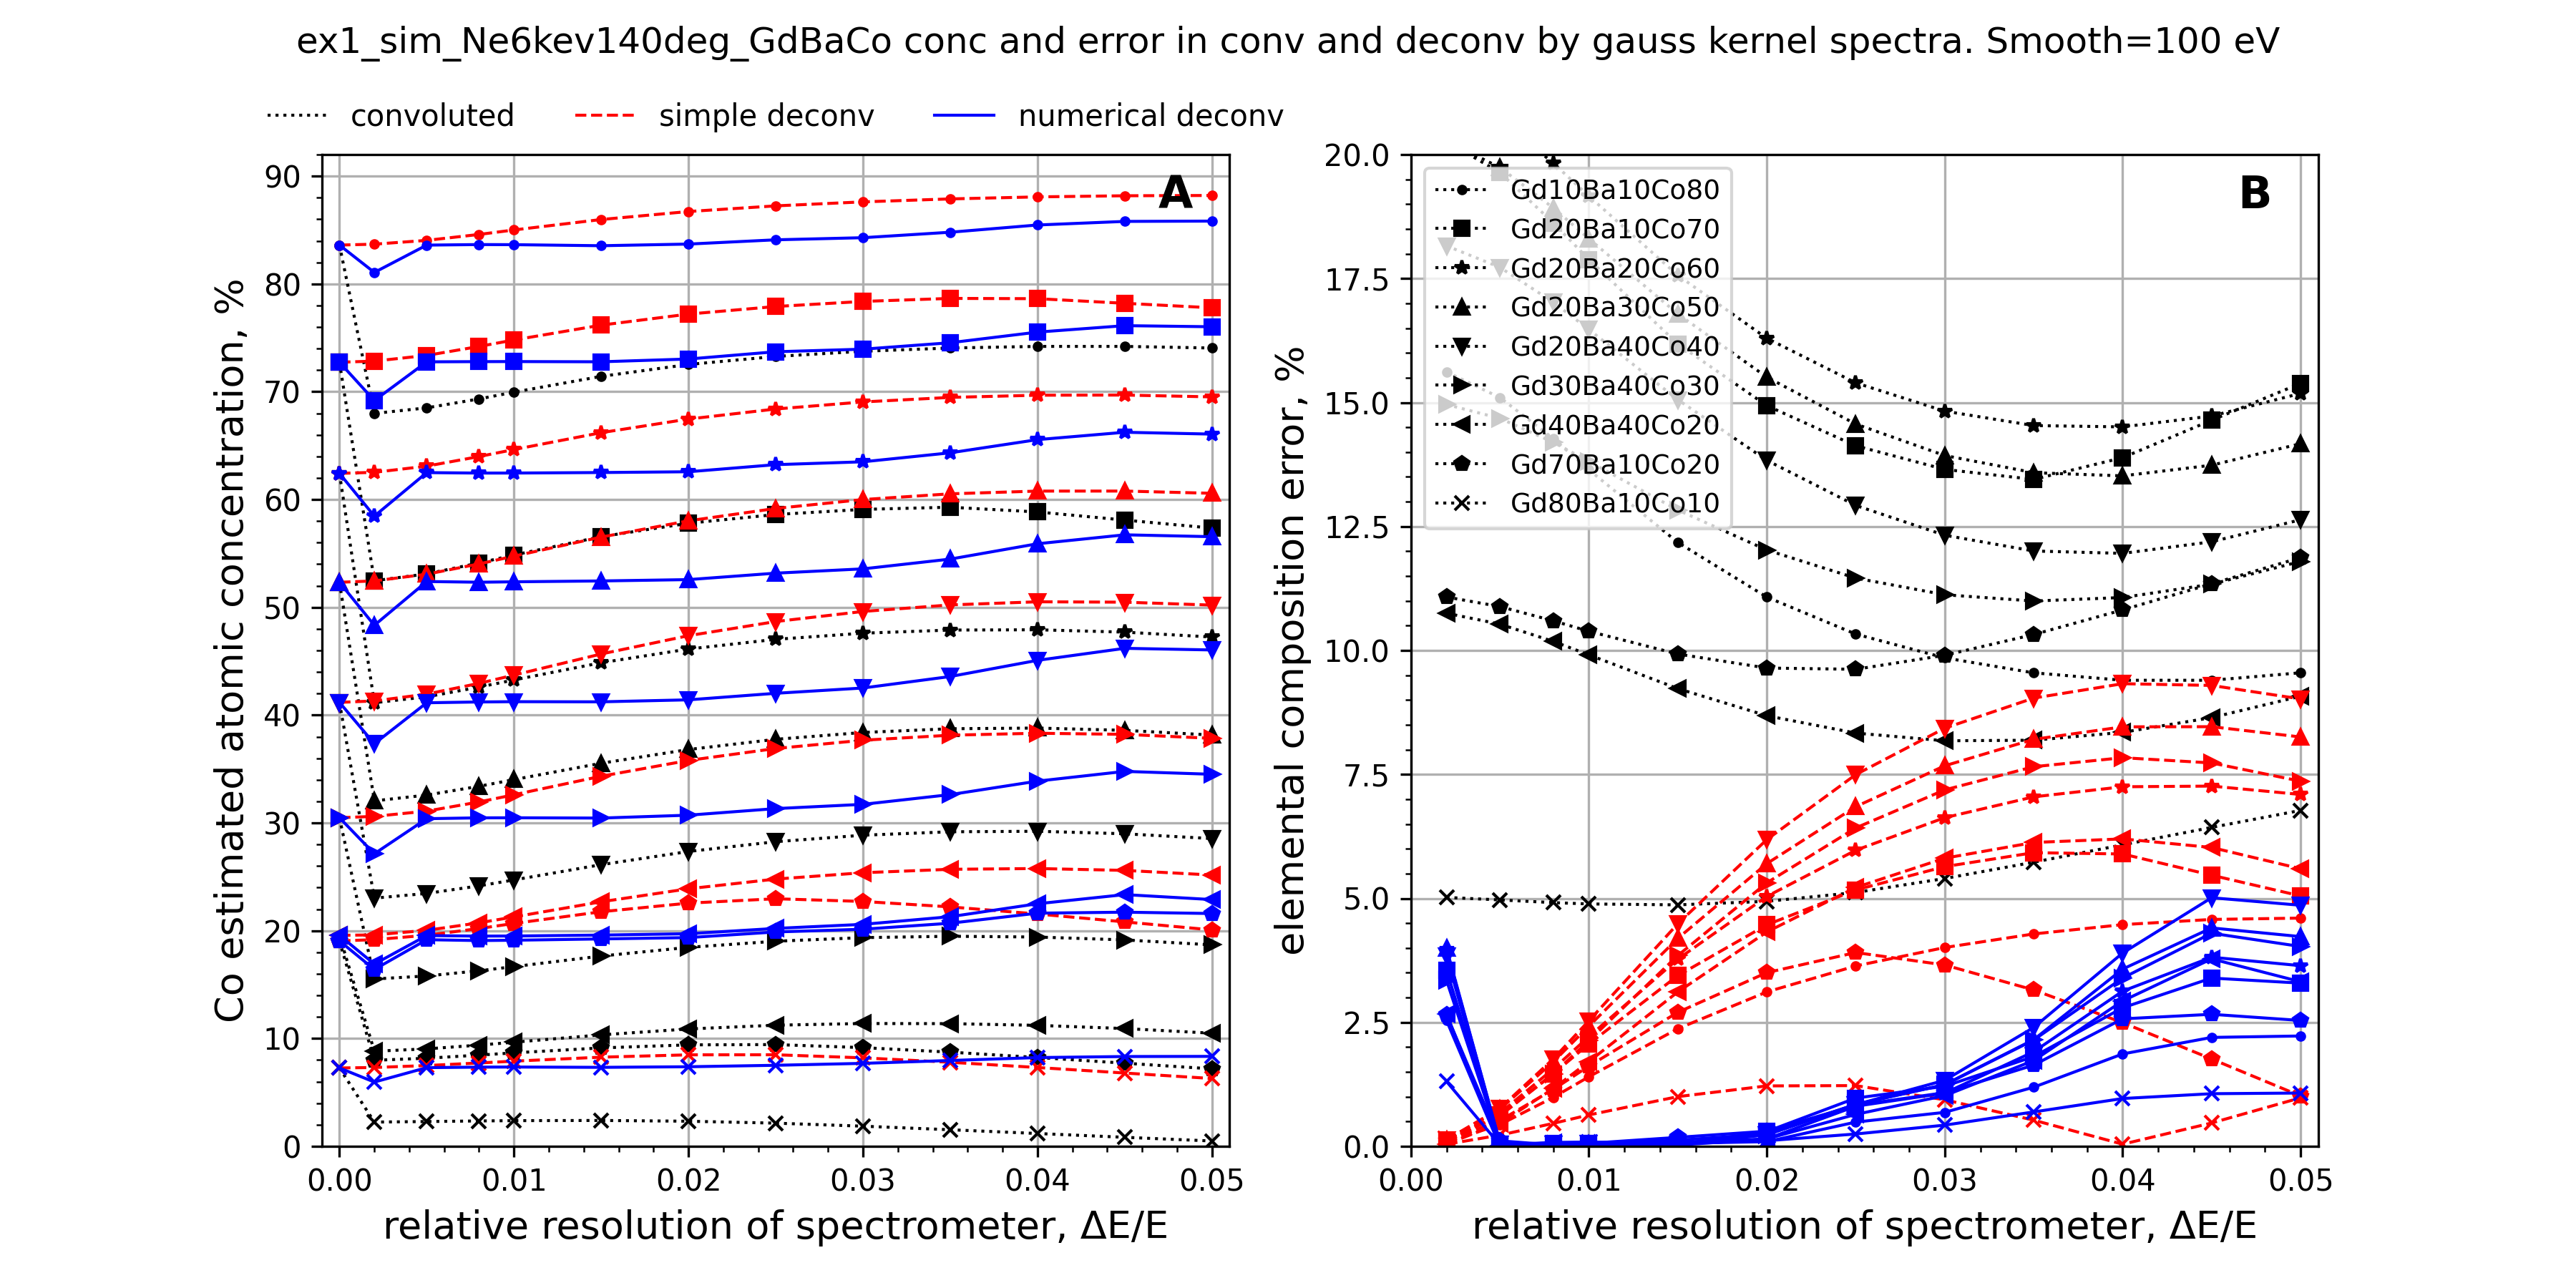 ex1_sim_Ne6kev140deg_GdBaCo conc and error in conv and deconv by gauss kernel spectra. Smooth=100 eV
convoluted simple deconv numerical deconv
A
Co estimated atomic concentration, %
90
80
70
60
50
40
30
20
10
0
0.00 0.01 0.02 0.03 0.04 0.05
relative resolution of spectrometer, ΔE/E
B
elemental composition error, %
20.0
17.5
15.0
12.5
10.0
7.5
5.0
2.5
0.0
Gd10Ba10Co80
Gd20Ba10Co70
Gd20Ba20Co60
Gd20Ba30Co50
Gd20Ba40Co40
Gd30Ba40Co30
Gd40Ba40Co20
Gd70Ba10Co20
Gd80Ba10Co10
0.00 0.01 0.02 0.03 0.04 0.05
relative resolution of spectrometer, ΔE/E